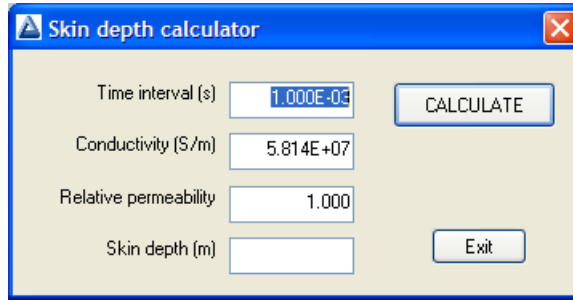 Skin depth calculator
Time interval (s) 1.000E-03 CALCULATE
Conductivity (S/m) 5.814E+07
Relative permeability 1.000
Skin depth (m) Exit